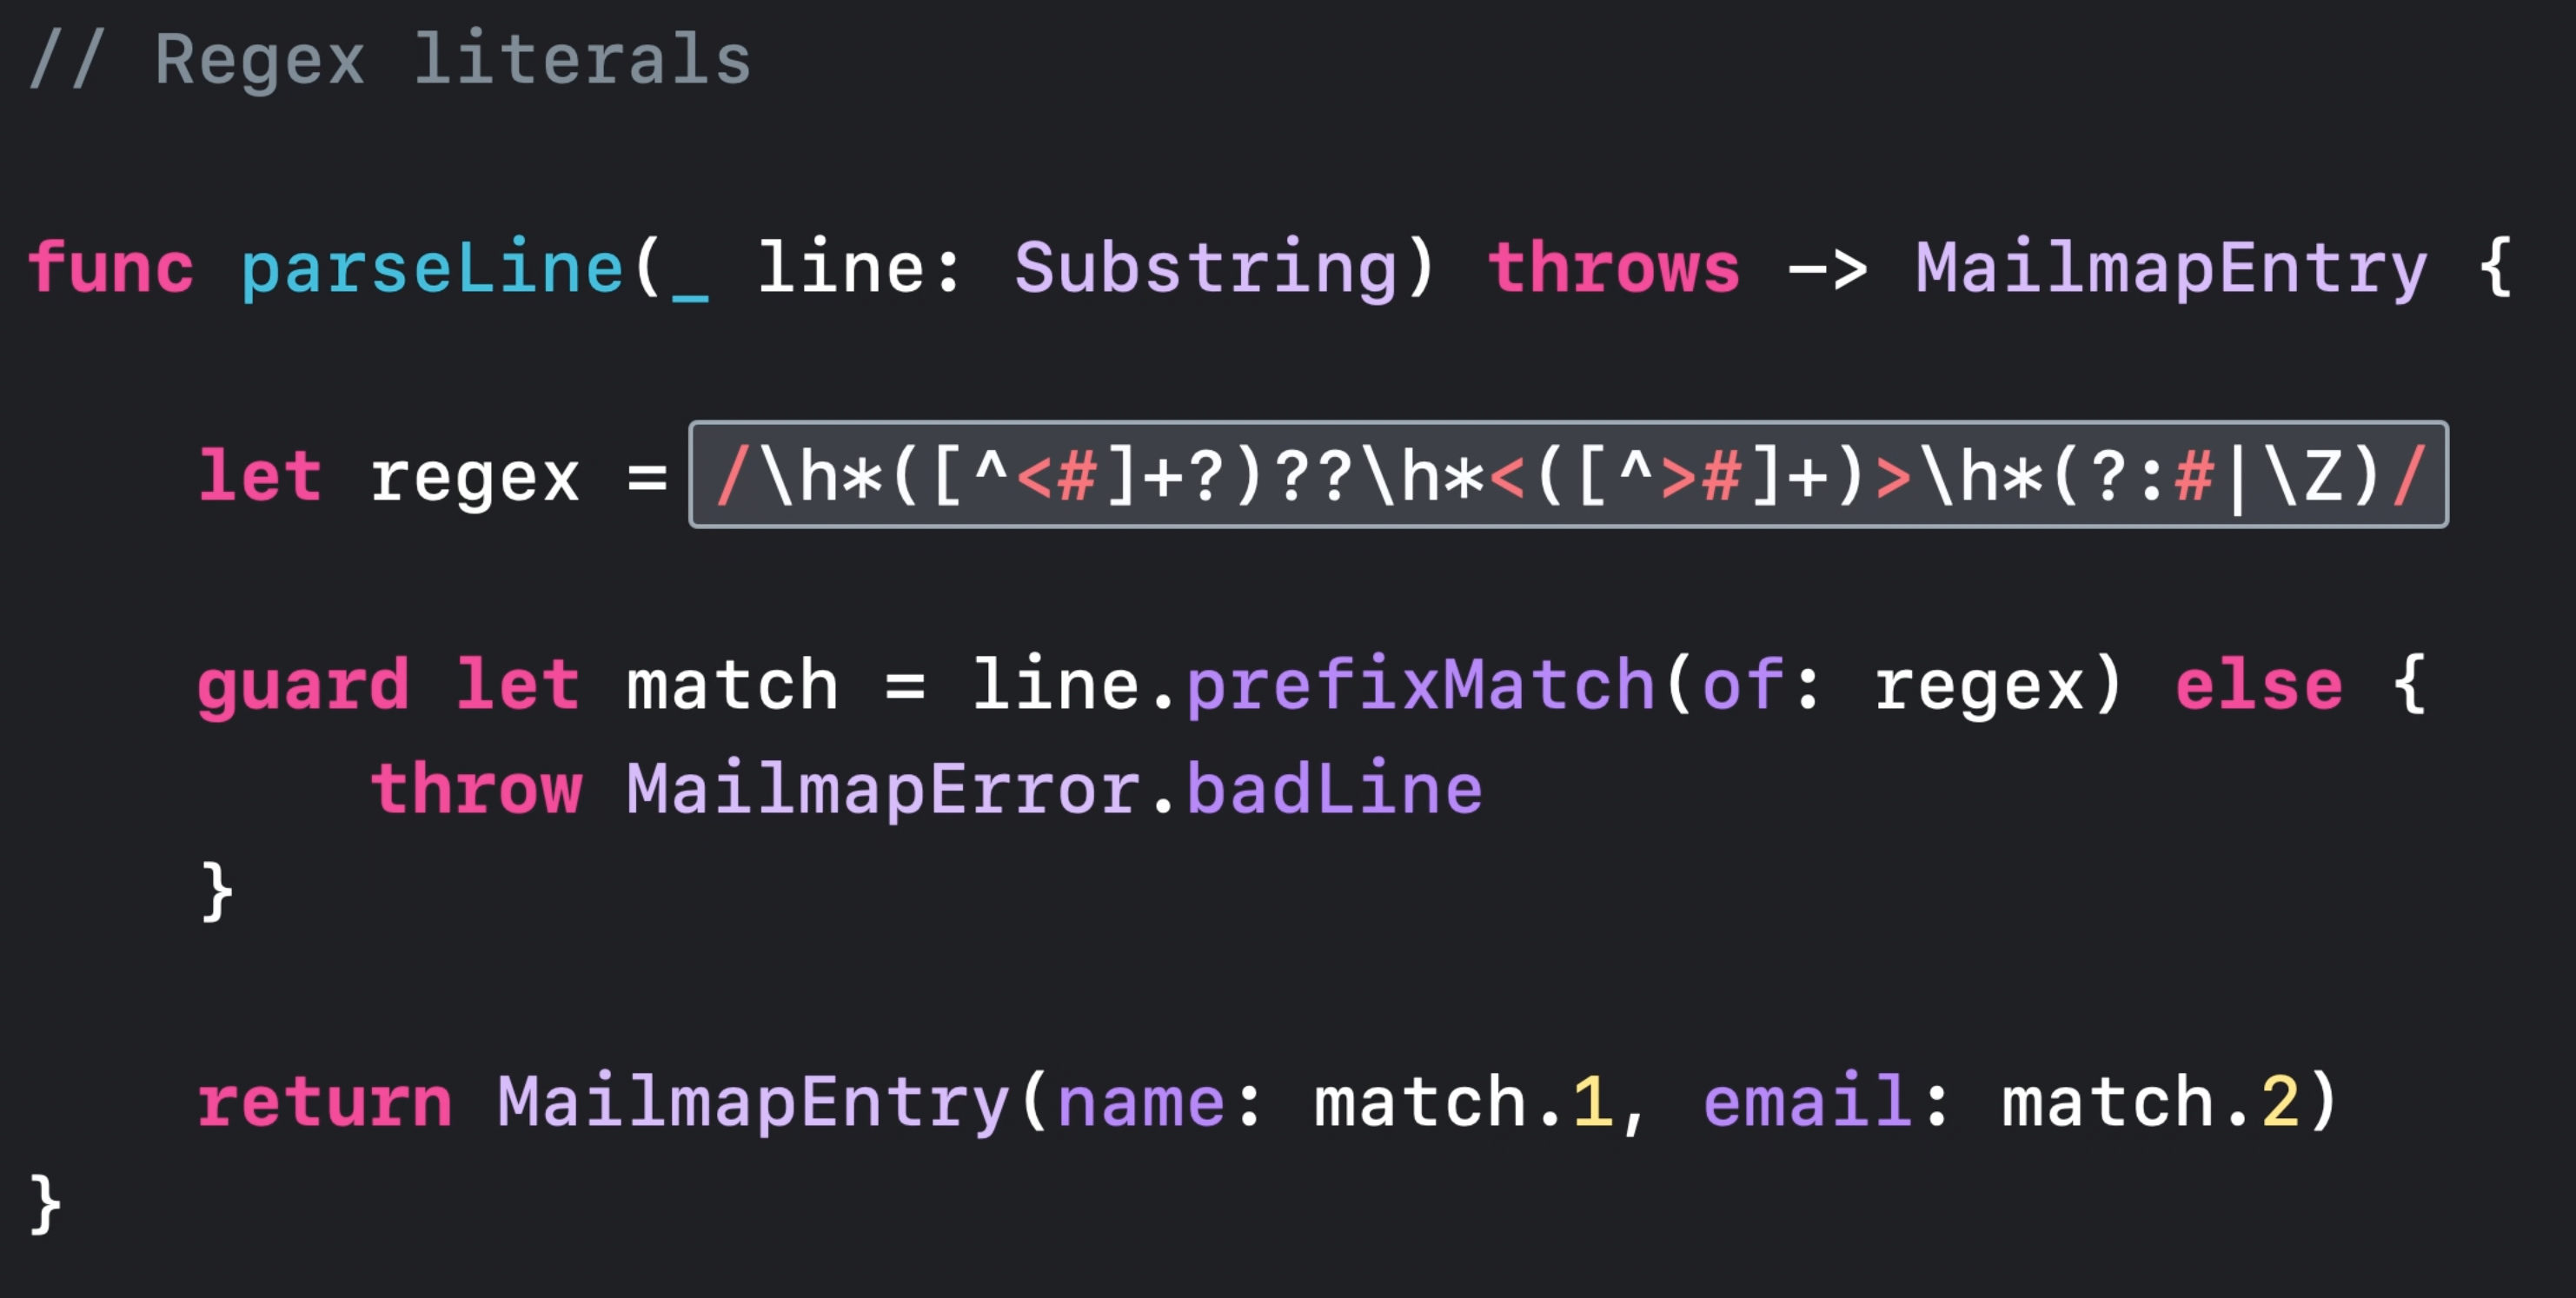 // Regex literals
func parseLine(_ line: Substring) throws -> MailmapEntry {
let regex = /\h*([^<#]+?)??\h*<([^>#]+)>\h*(?:#|\Z)/
guard let match = line.prefixMatch(of: regex) else {
throw MailmapError.badLine
}
return MailmapEntry(name: match.1, email: match.2)
}